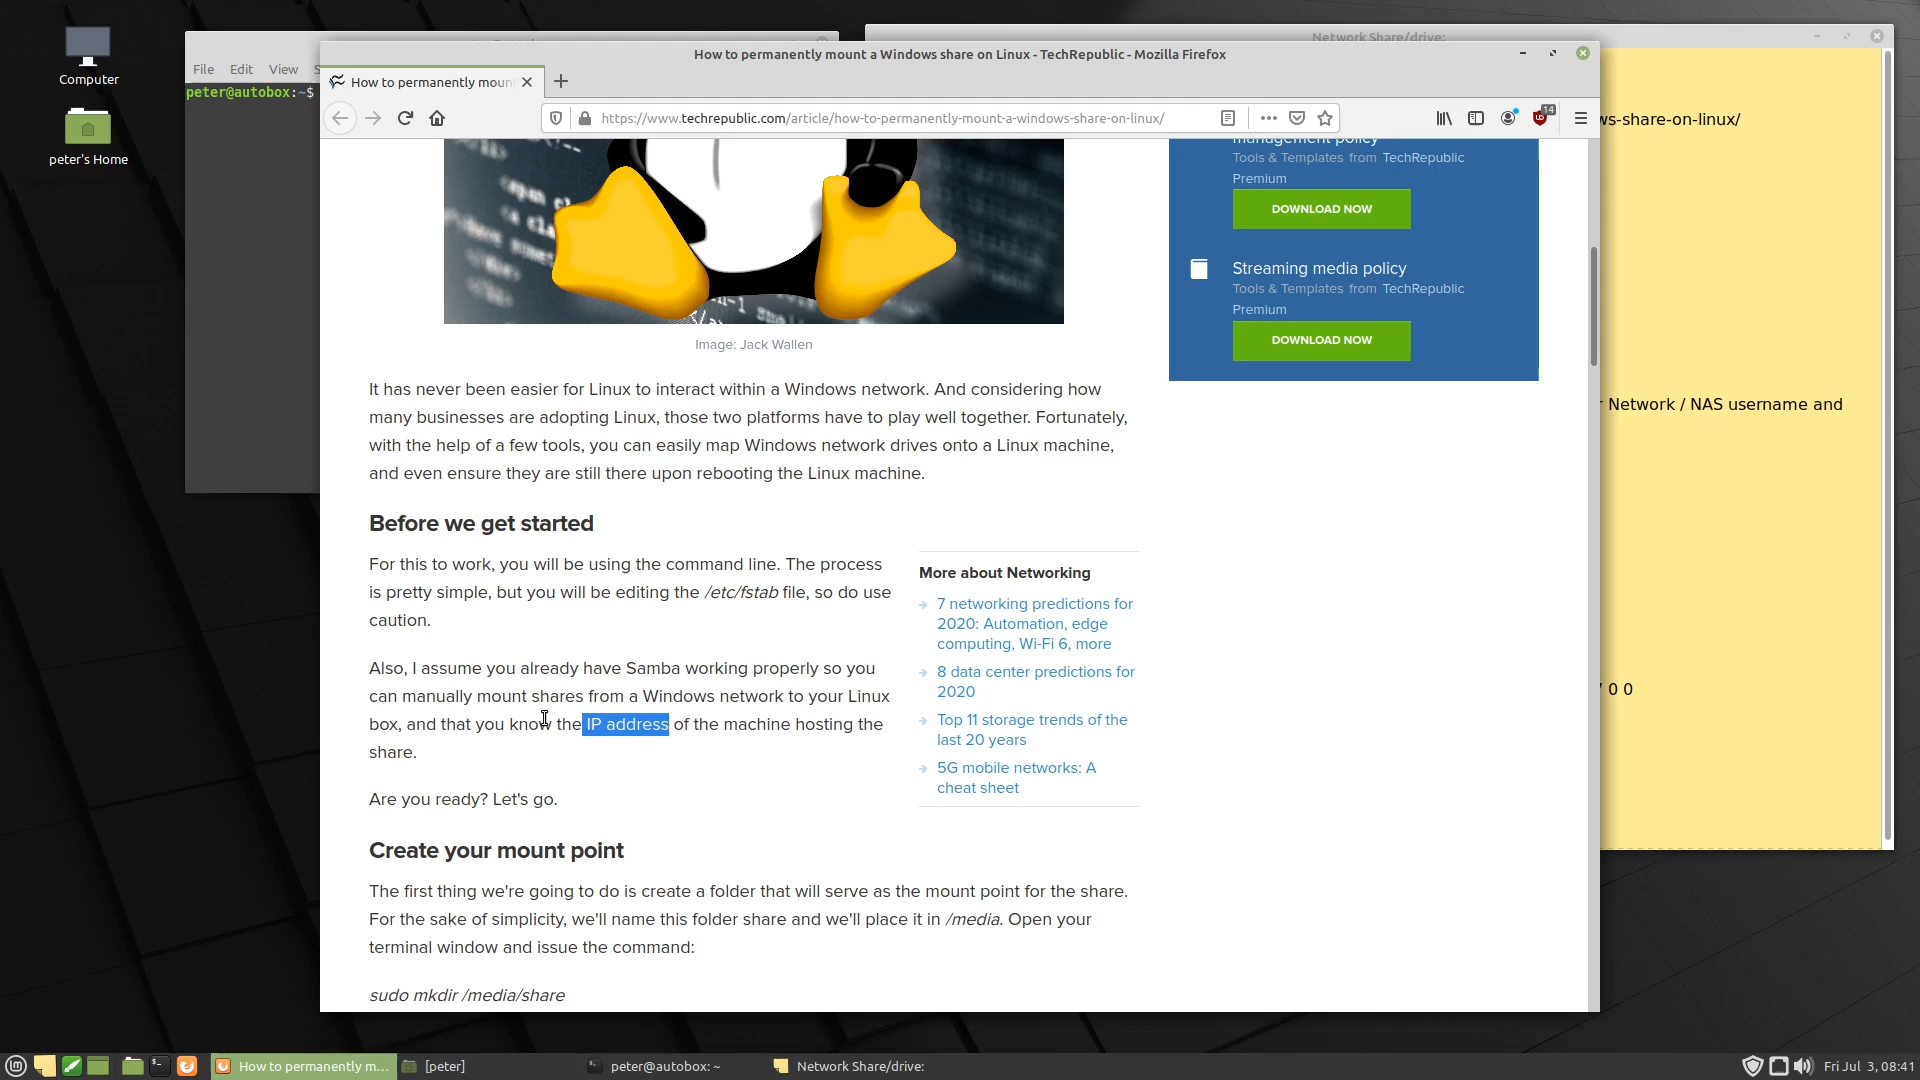 Computer
peter's Home
File Edit View
peter@autobox:~$
Network Share/drive:
How to permanently mount a Windows share on Linux - TechRepublic - Mozilla Firefox
How to permanently moun
https://www.techrepublic.com/article/how-to-permanently-mount-a-windows-share-on-linux/
14
s-share-on-linux/
management policy
Tools & Templates from TechRepublic
Premium
DOWNLOAD NOW
Streaming media policy
Tools & Templates from TechRepublic
Premium
DOWNLOAD NOW
Image: Jack Wallen
It has never been easier for Linux to interact within a Windows network. And considering how
many businesses are adopting Linux, those two platforms have to play well together. Fortunately,
with the help of a few tools, you can easily map Windows network drives onto a Linux machine,
and even ensure they are still there upon rebooting the Linux machine.
Network / NAS username and
Before we get started
For this to work, you will be using the command line. The process
is pretty simple, but you will be editing the /etc/fstab file, so do use
caution.
Also, I assume you already have Samba working properly so you
can manually mount shares from a Windows network to your Linux
box, and that you know the IP address of the machine hosting the
share.
Are you ready? Let's go.
More about Networking
7 networking predictions for
2020: Automation, edge
computing, Wi-Fi 6, more
8 data center predictions for
2020
Top 11 storage trends of the
last 20 years
5G mobile networks: A
cheat sheet
0 0
Create your mount point
The first thing we're going to do is create a folder that will serve as the mount point for the share.
For the sake of simplicity, we'll name this folder share and we'll place it in /media. Open your
terminal window and issue the command:
sudo mkdir /media/share
How to permanently m...
[peter]
peter@autobox: ~
Network Share/drive:
Fri Jul 3, 08:41